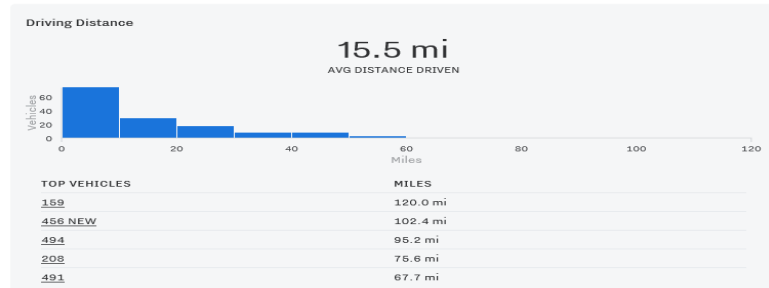 Driving Distance
15.5 mi
AVG DISTANCE DRIVEN
Vehicles
60
40
20
0
0 20 40 60 80 100 120
Miles
TOP VEHICLES MILES
159 120.0 mi
456 NEW 102.4 mi
494 95.2 mi
208 75.6 mi
491 67.7 mi